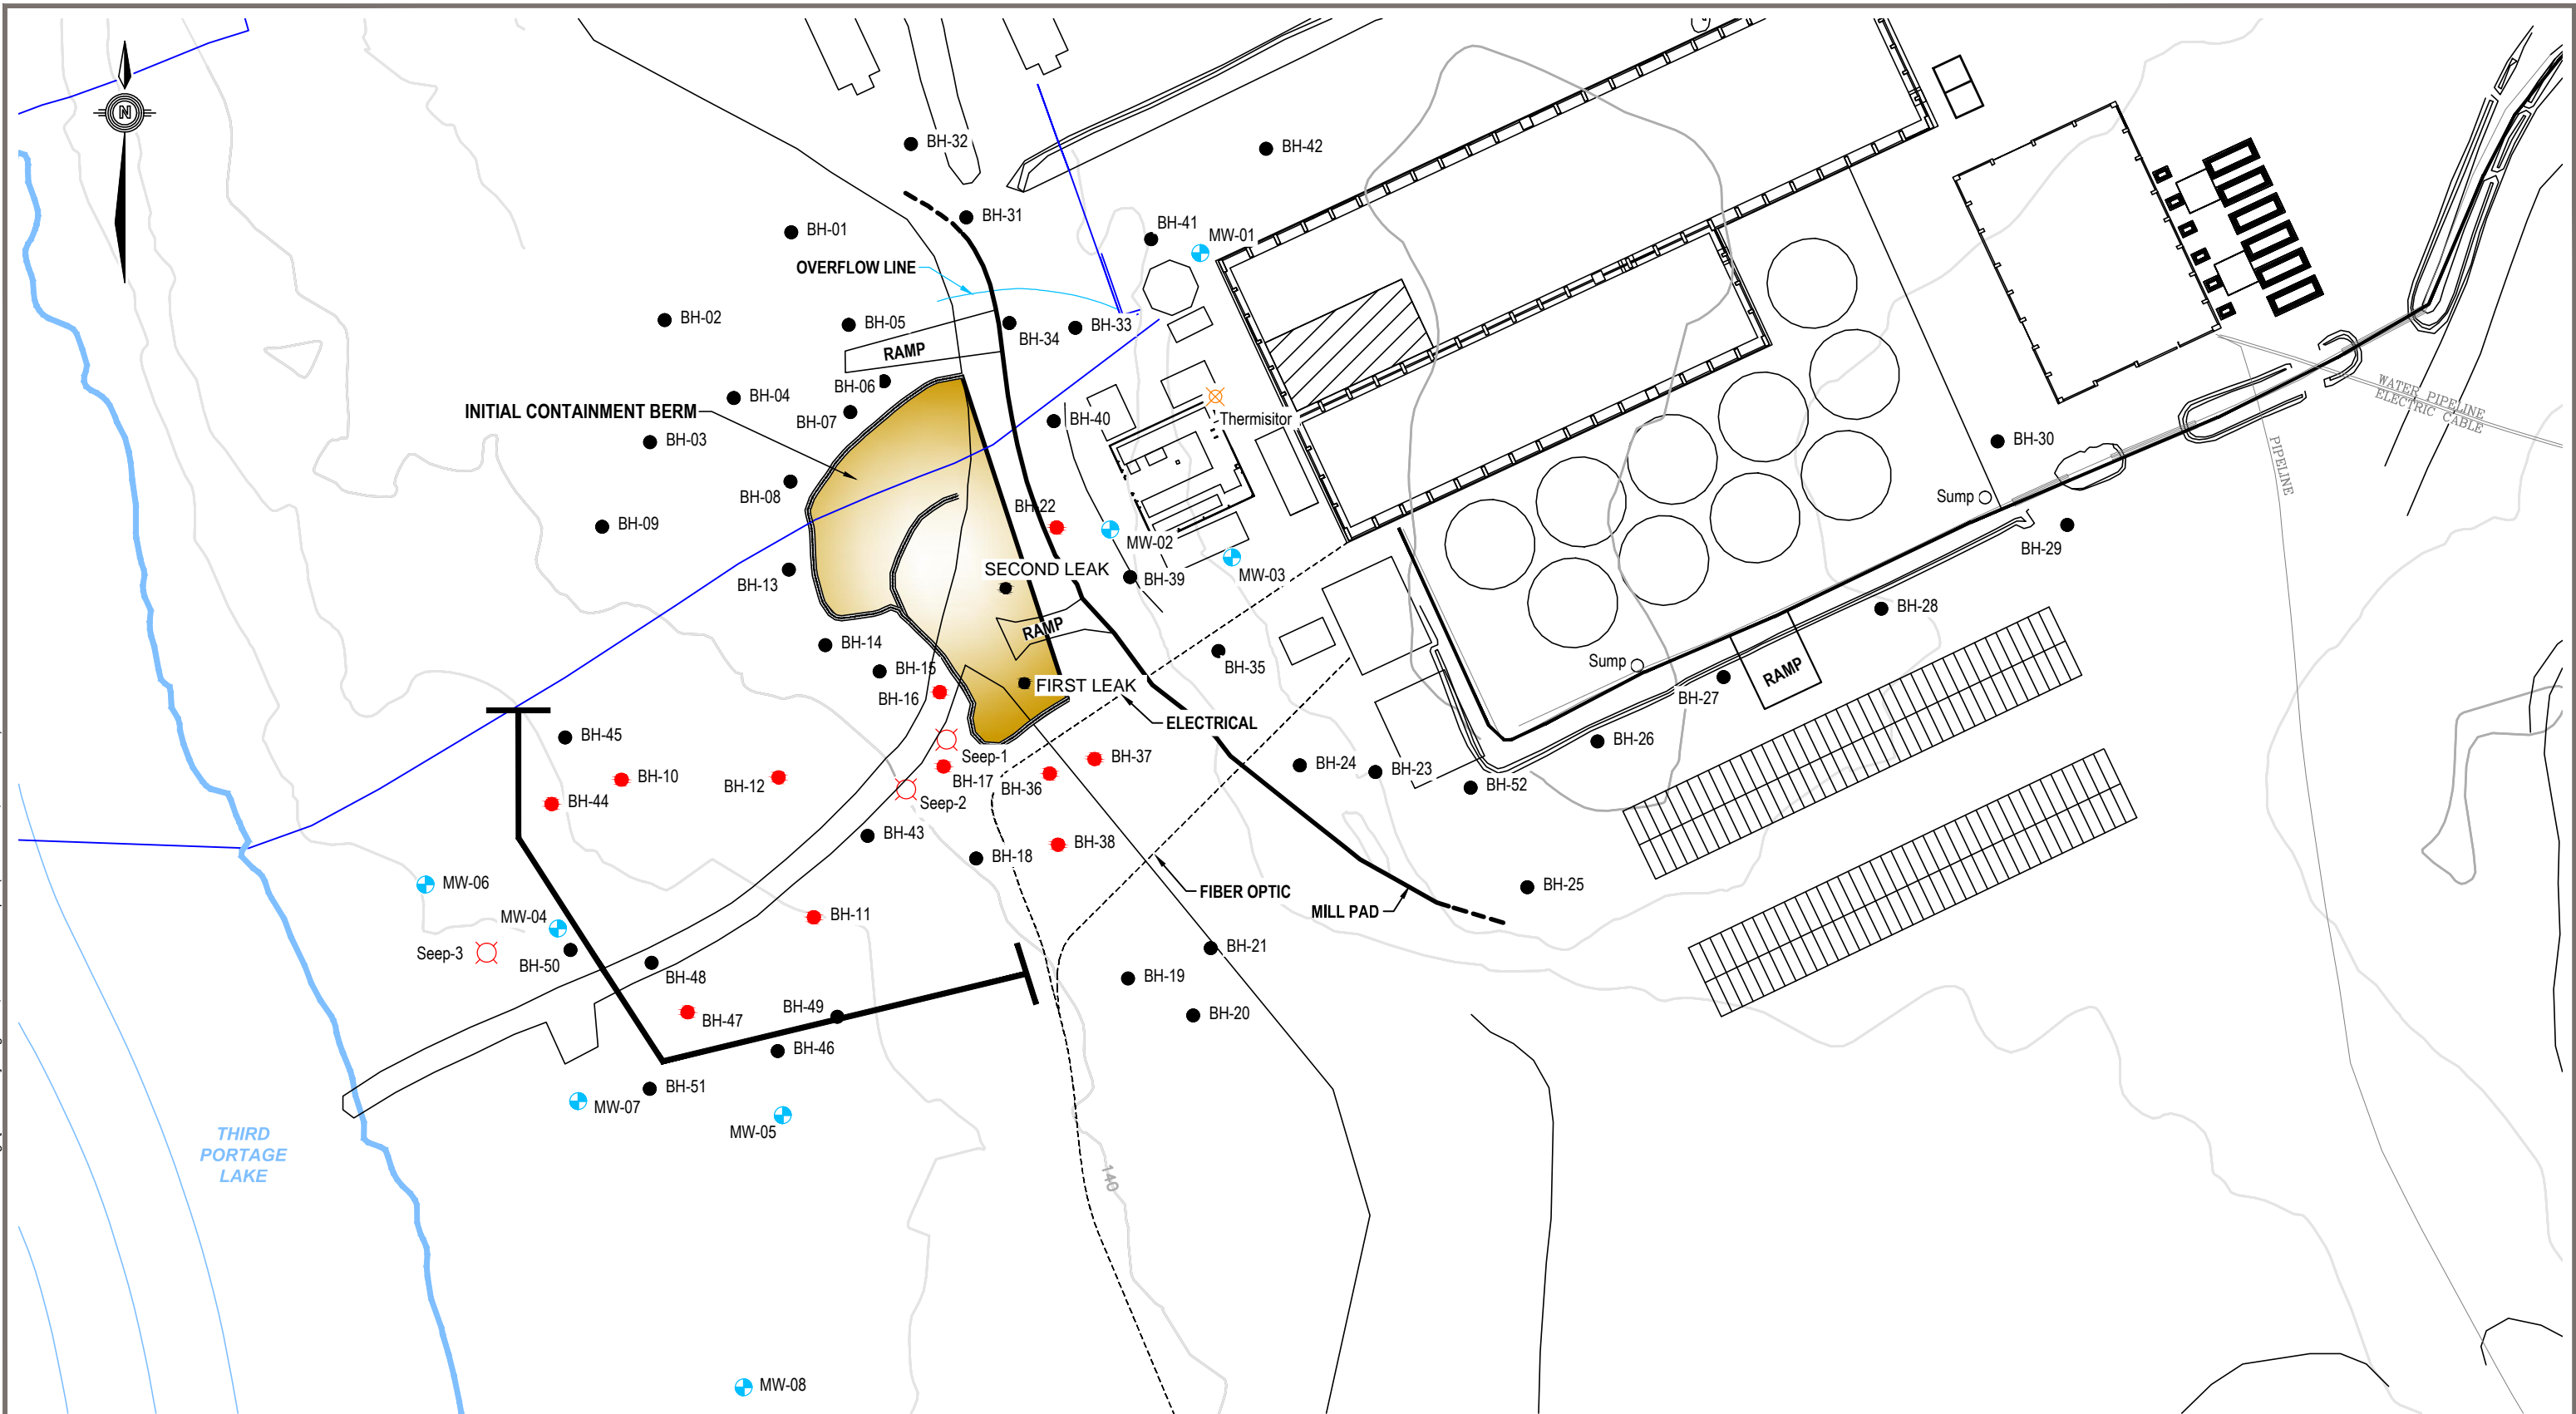 N
BH-32
BH-42
BH-31
BH-01
BH-41
MW-01
OVERFLOW LINE
BH-02
BH-05
BH-34
BH-33
RAMP
BH-06
BH-04
BH-07
INITIAL CONTAINMENT BERM
BH-40
Thermisitor
WATER PIPELINE
ELECTRIC CABLE
BH-03
BH-30
PIPELINE
BH-08
Sump
BH-09
BH-22
MW-02
BH-29
SECOND LEAK
BH-39
MW-03
BH-13
BH-28
RAMP
BH-14
BH-15
BH-35
Sump
RAMP
BH-16
FIRST LEAK
BH-27
ELECTRICAL
BH-45
BH-26
Seep-1
BH-37
BH-10
BH-12
BH-17
BH-36
BH-24
BH-23
BH-52
BH-44
Seep-2
BH-43
BH-38
BH-18
MW-06
FIBER OPTIC
BH-25
MILL PAD
MW-04
BH-11
Seep-3
BH-50
BH-21
BH-48
BH-19
BH-49
BH-47
BH-20
BH-46
BH-51
MW-07
MW-05
THIRD
PORTAGE
LAKE
140
MW-08